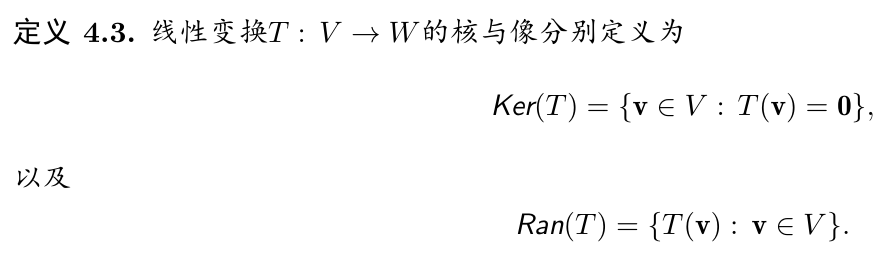 定义 4.3. 线性变换T : V → W的核与像分别定义为
Ker(T) = {v ∈ V : T(v) = 0},
以及
Ran(T) = {T(v) : v ∈ V}.